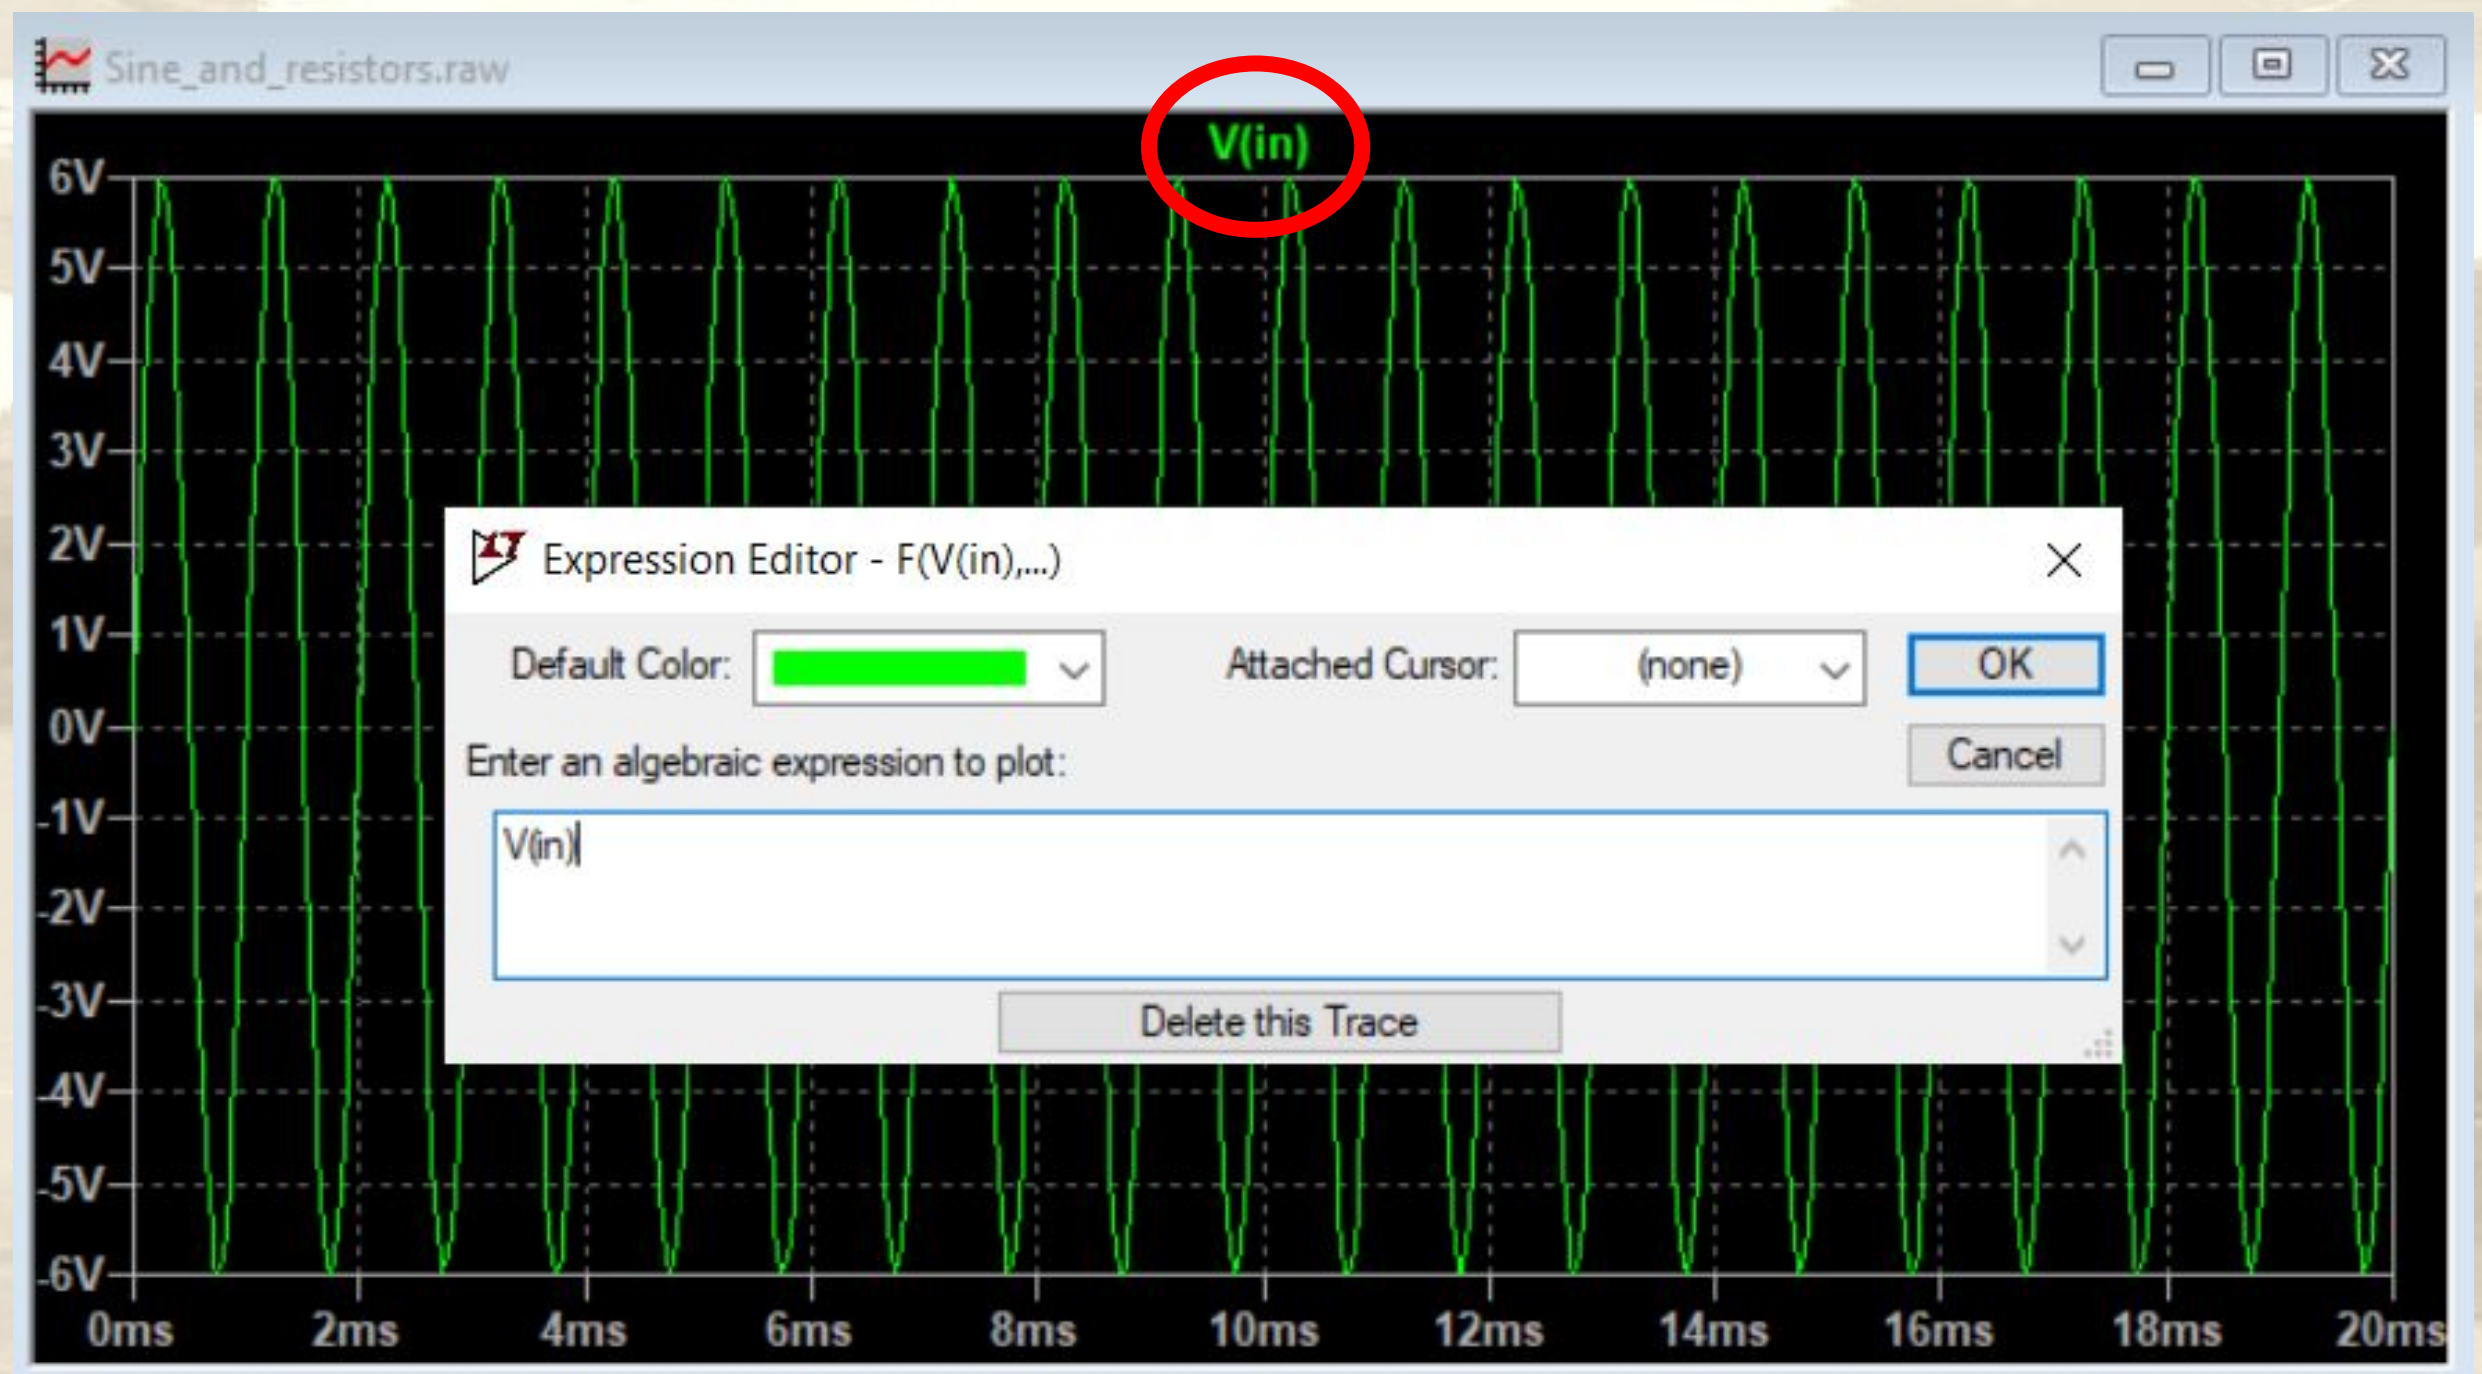 Sine_and_resistors.raw
V(in)
6V
5V
4V
3V
2V
1V
0V
-1V
-2V
-3V
-4V
-5V
-6V
Expression Editor - F(V(in),...)
Default Color:
Attached Cursor: (none) OK
Enter an algebraic expression to plot: Cancel
V(in)
Delete this Trace
0ms 2ms 4ms 6ms 8ms 10ms 12ms 14ms 16ms 18ms 20ms